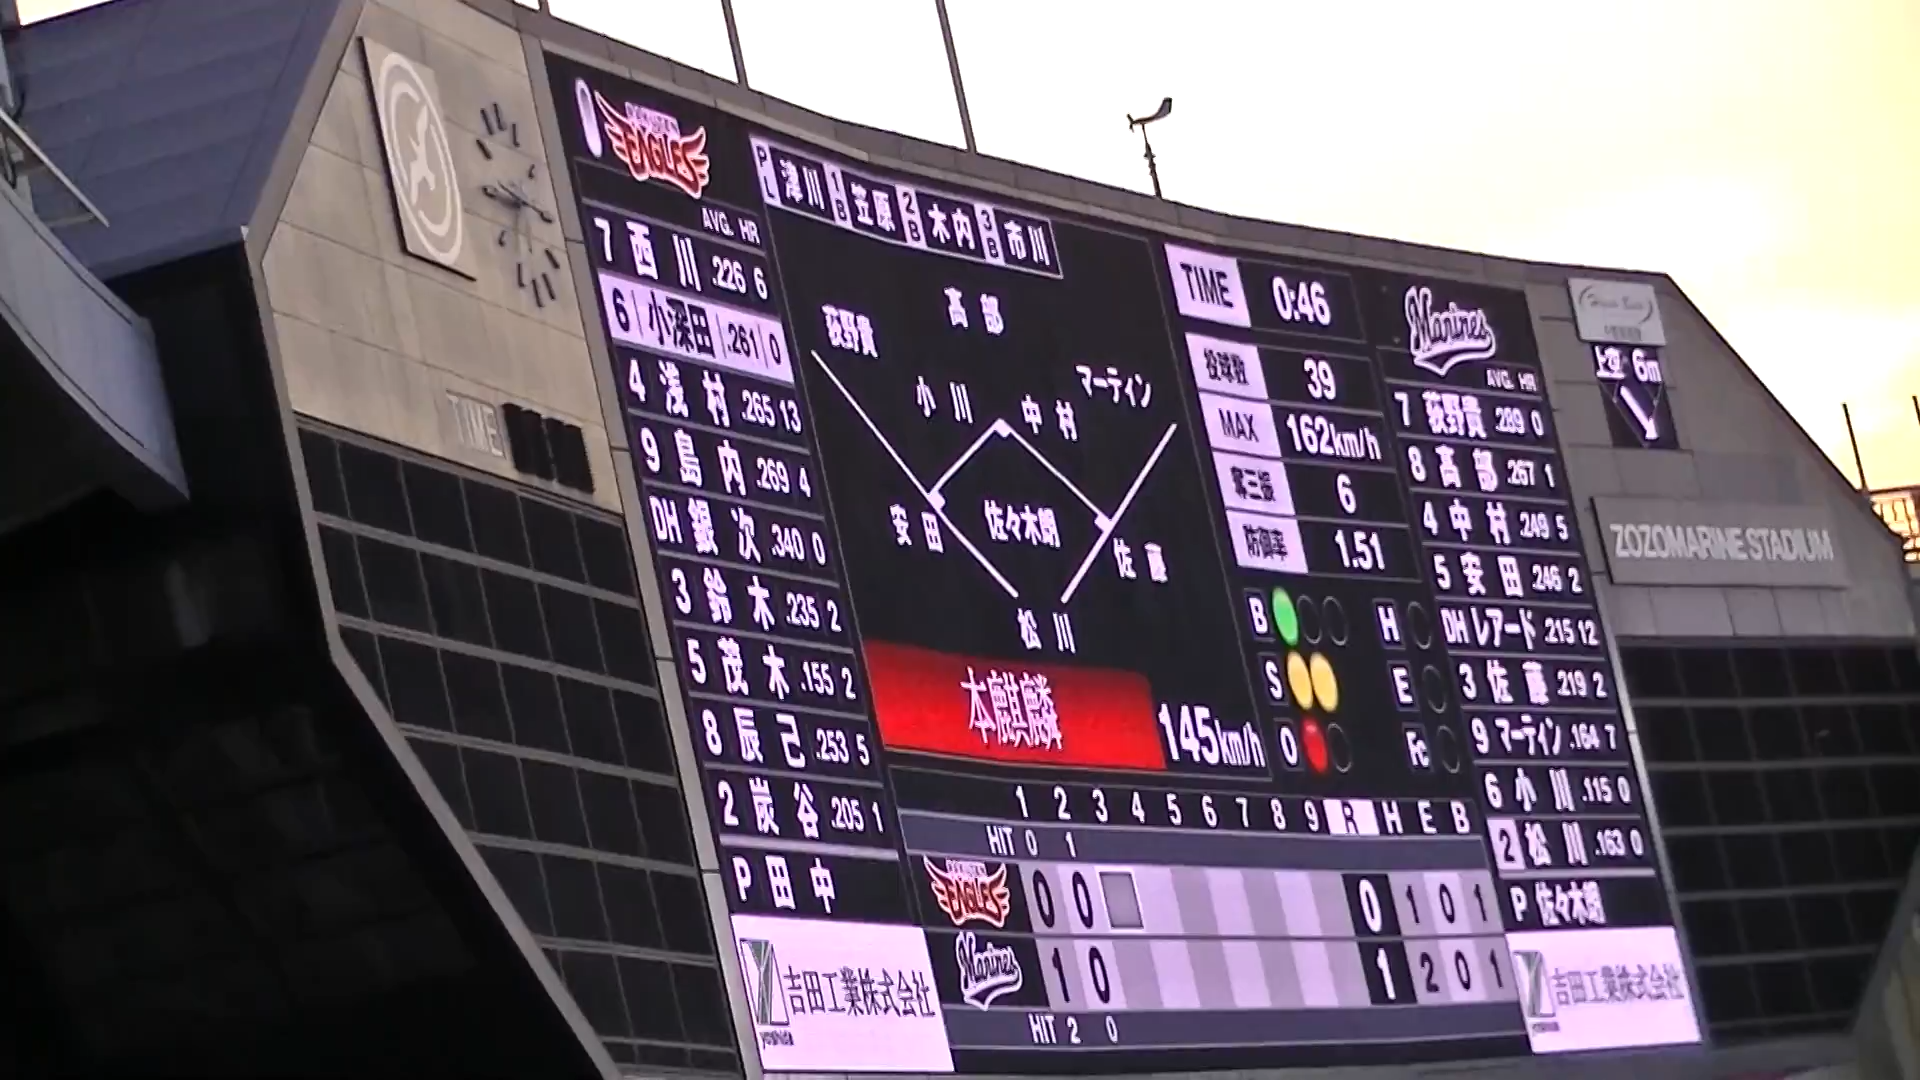 RAKUTEN EAGLES
AVG. HR
7 西川 .226 6
6 小深田 .261 0
4 浅村 .265 13
9 島内 .269 4
DH 銀次 .340 0
3 鈴木 .235 2
5 茂木 .155 2
8 辰己 .253 5
2 炭谷 .205 1
P 田中
吉田工業株式会社
yoshida
PL 津川 1B 笠原 2B 木内 3B 市川
高部
荻野貴
マーティン
小川
中村
安田
佐々木朗
佐藤
松川
本麒麟
145km/h
TIME 0:46
投球数 39
MAX 162km/h
奪三振 6
防御率 1.51
B H
S E
O Fc
1 2 3 4 5 6 7 8 9 R H E B
HIT 0 1
EAGLES 0 0 0 1 0 1
Marines 1 0 1 2 0 1
HIT 2 0
Marines
AVG. HR
7 荻野貴 .289 0
8 高部 .267 1
4 中村 .249 5
5 安田 .246 2
DH レアード .215 12
3 佐藤 .219 2
9 マーティン .164 7
6 小川 .115 0
2 松川 .163 0
P 佐々木朗
吉田工業株式会社
TIME
上空 6m
ZOZOMARINE STADIUM